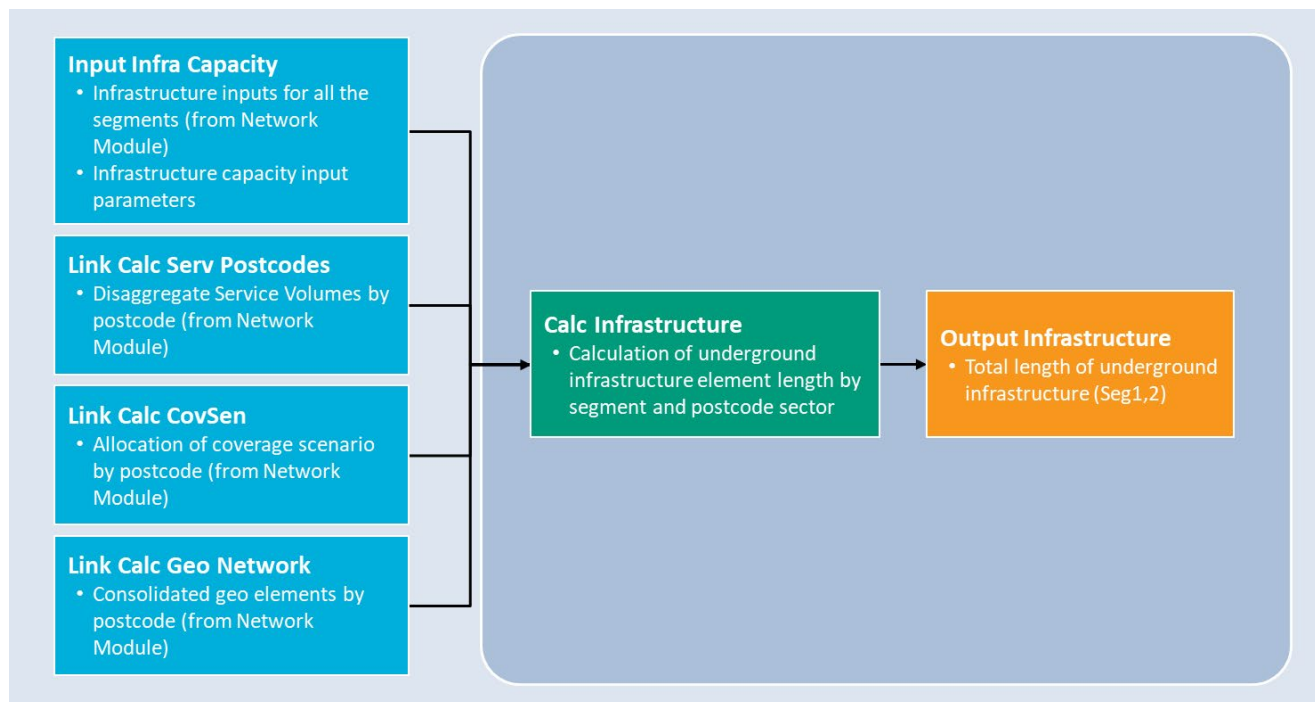 Input Infra Capacity
• Infrastructure inputs for all the
segments (from Network
Module)
• Infrastructure capacity input
parameters
Link Calc Serv Postcodes
• Disaggregate Service Volumes by
postcode (from Network
Module)
Link Calc CovSen
• Allocation of coverage scenario
by postcode (from Network
Module)
Link Calc Geo Network
• Consolidated geo elements by
postcode (from Network
Module)
Calc Infrastructure
• Calculation of underground
infrastructure element length by
segment and postcode sector
Output Infrastructure
• Total length of underground
infrastructure (Seg1,2)